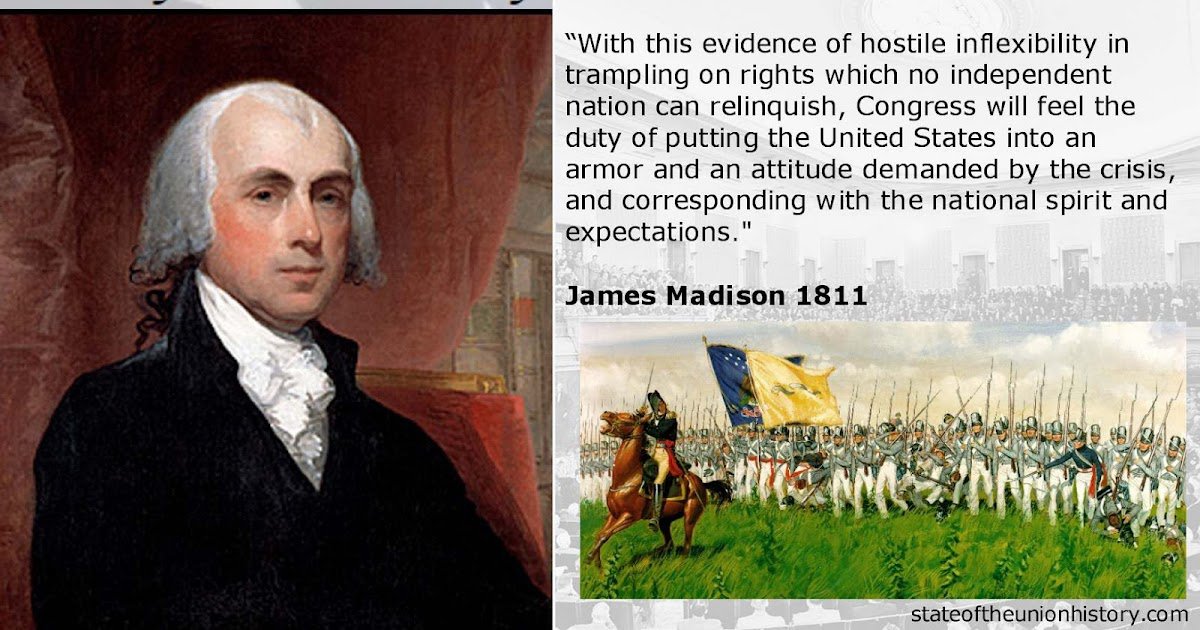 “With this evidence of hostile inflexibility in
trampling on rights which no independent
nation can relinquish, Congress will feel the
duty of putting the United States into an
armor and an attitude demanded by the crisis,
and corresponding with the national spirit and
expectations."
James Madison 1811
stateoftheunionhistory.com